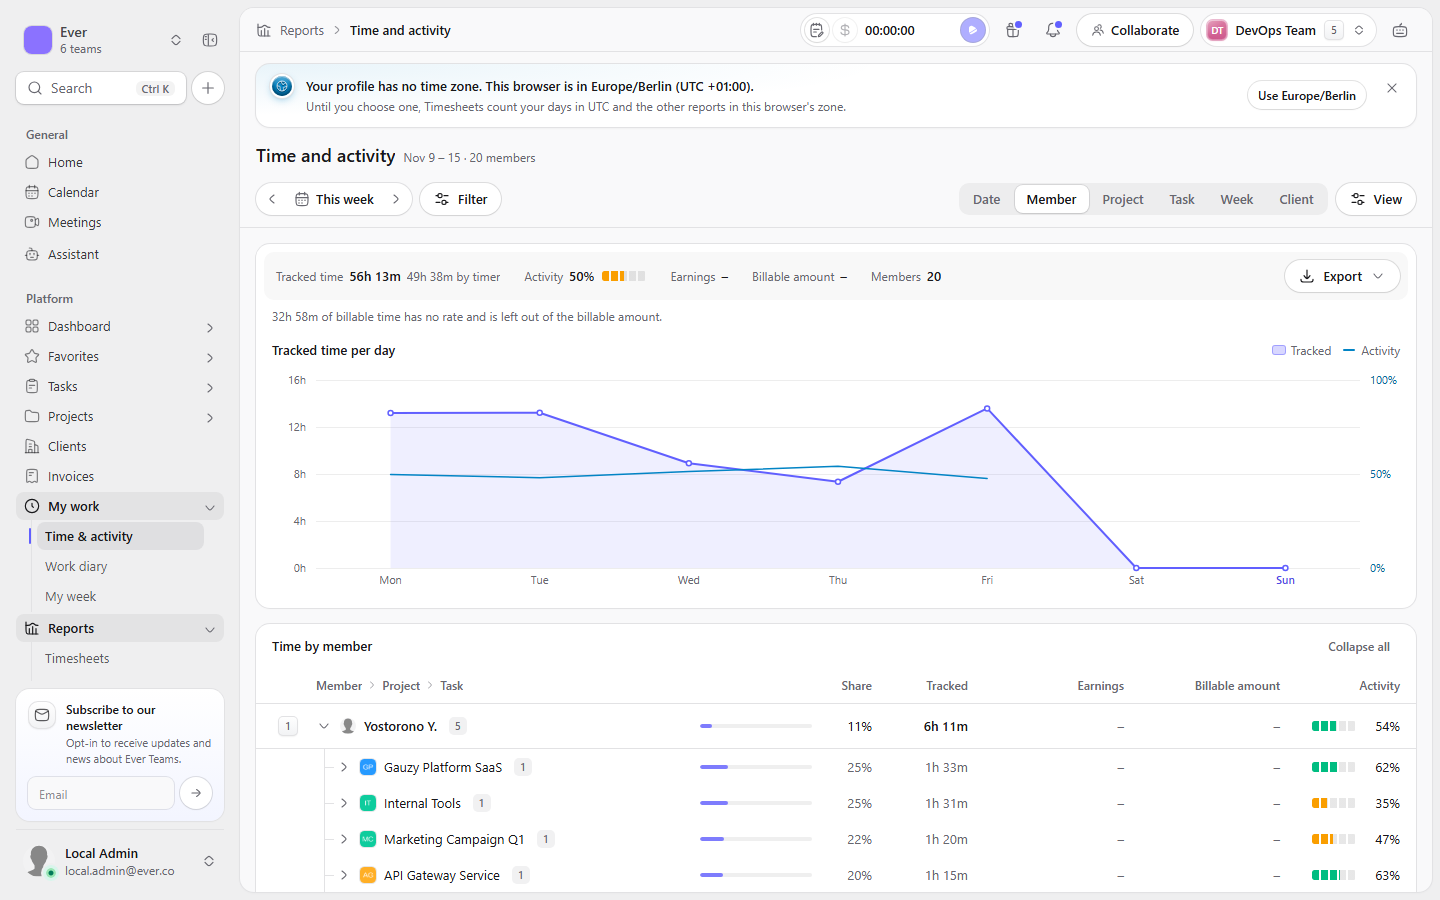 Ever
6 teams
Search
Ctrl K
General
Home
Calendar
Meetings
Assistant
Platform
Dashboard
Favorites
Tasks
Projects
Clients
Invoices
My work
Time & activity
Work diary
My week
Reports
Timesheets
Subscribe to our
newsletter
Opt-in to receive updates and
news about Ever Teams.
Email
Local Admin
local.admin@ever.co
Reports
Time and activity
00:00:00
Collaborate
DT
DevOps Team
5
Your profile has no time zone. This browser is in Europe/Berlin (UTC +01:00).
Until you choose one, Timesheets count your days in UTC and the other reports in this browser's zone.
Use Europe/Berlin
Time and activity
Nov 9 – 15 · 20 members
This week
Filter
Date
Member
Project
Task
Week
Client
View
Tracked time 56h 13m 49h 38m by timer
Activity 50%
Earnings –
Billable amount –
Members 20
Export
32h 58m of billable time has no rate and is left out of the billable amount.
Tracked time per day
Tracked
Activity
16h
100%
12h
8h
50%
4h
0h
0%
Mon
Tue
Wed
Thu
Fri
Sat
Sun
Time by member
Collapse all
Member
Project
Task
Share
Tracked
Earnings
Billable amount
Activity
1
Yostorono Y.
5
11%
6h 11m
–
–
54%
GP
Gauzy Platform SaaS
1
25%
1h 33m
–
–
62%
IT
Internal Tools
1
25%
1h 31m
–
–
35%
MC
Marketing Campaign Q1
1
22%
1h 20m
–
–
47%
AG
API Gateway Service
1
20%
1h 15m
–
–
63%